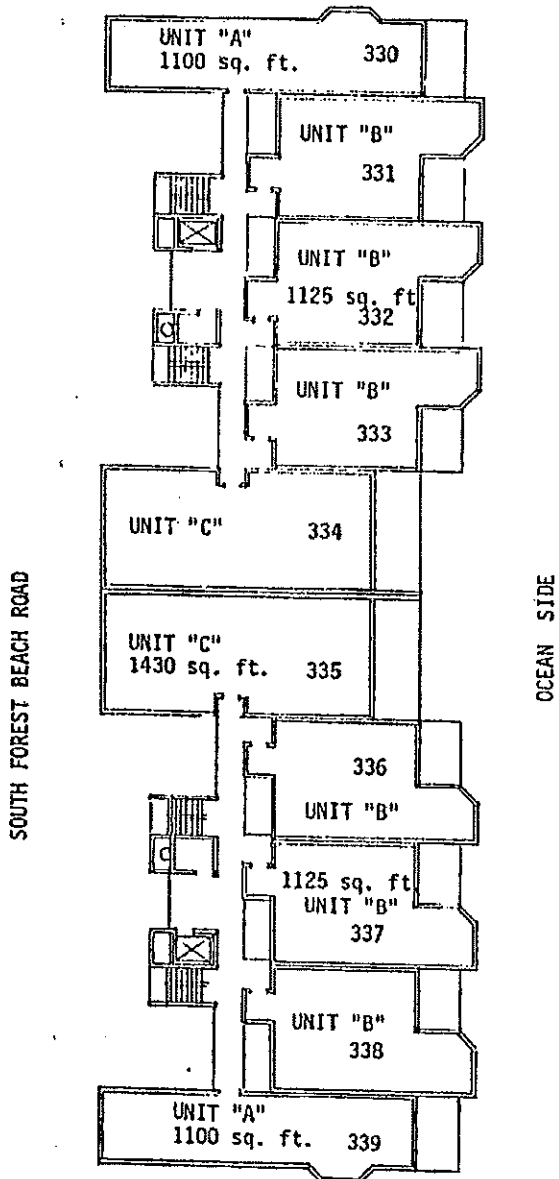 UNIT "A"
1100 sq. ft.
330
UNIT "B"
331
UNIT "B"
1125 sq. ft
332
UNIT "B"
333
UNIT "C"
334
UNIT "C"
1430 sq. ft.
335
336
UNIT "B"
1125 sq. ft
UNIT "B"
337
UNIT "B"
338
UNIT "A"
1100 sq. ft.
339
SOUTH FOREST BEACH ROAD
OCEAN SIDE